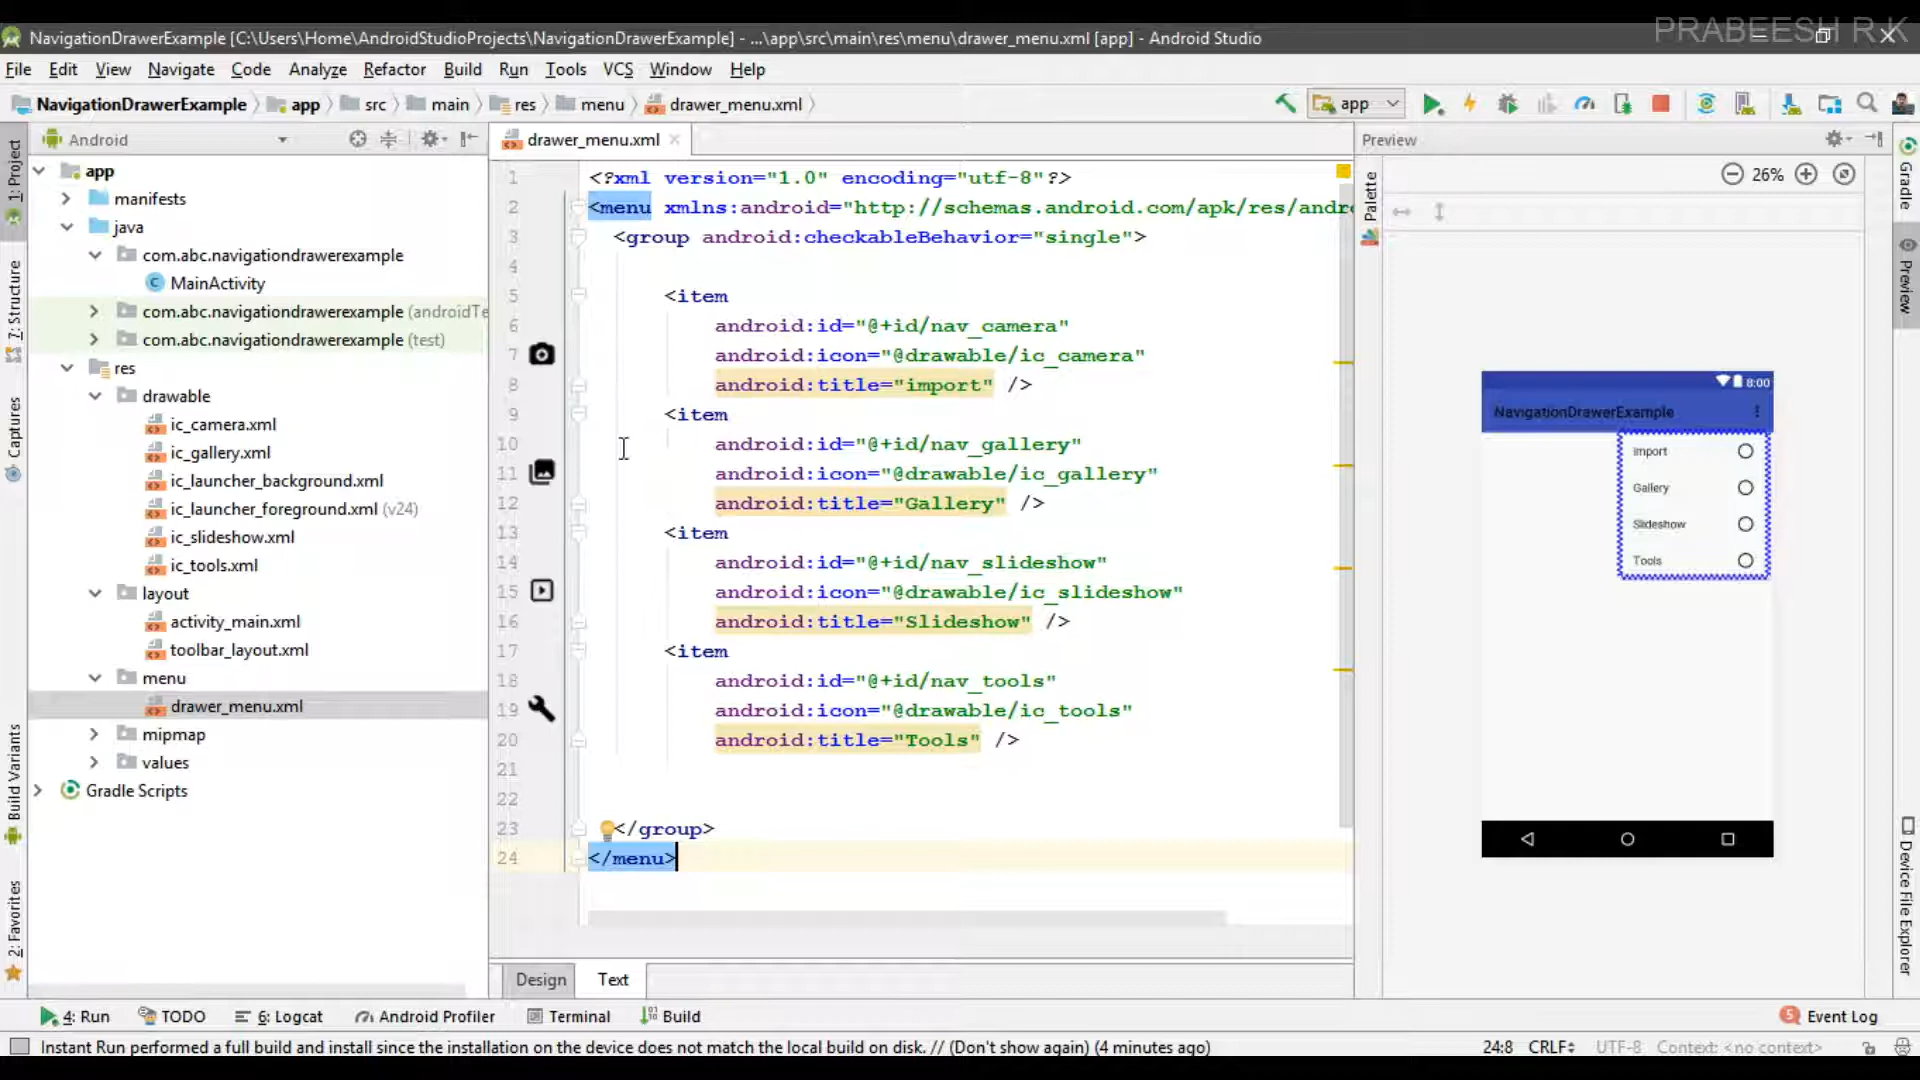 PRABEESH R.K
NavigationDrawerExample [C:\Users\Home\AndroidStudioProjects\NavigationDrawerExample] - ...\app\src\main\res\menu\drawer_menu.xml [app] - Android Studio
File Edit View Navigate Code Analyze Refactor Build Run Tools VCS Window Help
NavigationDrawerExample app src main res menu drawer_menu.xml
app
Android
drawer_menu.xml
Preview
1: Project
7: Structure
Captures
Build Variants
2: Favorites
app
manifests
java
com.abc.navigationdrawerexample
MainActivity
com.abc.navigationdrawerexample (androidTe
com.abc.navigationdrawerexample (test)
res
drawable
ic_camera.xml
ic_gallery.xml
ic_launcher_background.xml
ic_launcher_foreground.xml (v24)
ic_slideshow.xml
ic_tools.xml
layout
activity_main.xml
toolbar_layout.xml
menu
drawer_menu.xml
mipmap
values
Gradle Scripts
1 <?xml version="1.0" encoding="utf-8"?>
2 <menu xmlns:android="http://schemas.android.com/apk/res/andro
3 <group android:checkableBehavior="single">
4
5 <item
6 android:id="@+id/nav_camera"
7 android:icon="@drawable/ic_camera"
8 android:title="import" />
9 <item
10 android:id="@+id/nav_gallery"
11 android:icon="@drawable/ic_gallery"
12 android:title="Gallery" />
13 <item
14 android:id="@+id/nav_slideshow"
15 android:icon="@drawable/ic_slideshow"
16 android:title="Slideshow" />
17 <item
18 android:id="@+id/nav_tools"
19 android:icon="@drawable/ic_tools"
20 android:title="Tools" />
21
22
23 </group>
24 </menu>
Design Text
Palette
26%
8:00
NavigationDrawerExample
import
Gallery
Slideshow
Tools
Gradle
Preview
Device File Explorer
4: Run TODO 6: Logcat Android Profiler Terminal Build
5 Event Log
Instant Run performed a full build and install since the installation on the device does not match the local build on disk. // (Don't show again) (4 minutes ago)
24:8 CRLF UTF-8 Context: <no context>